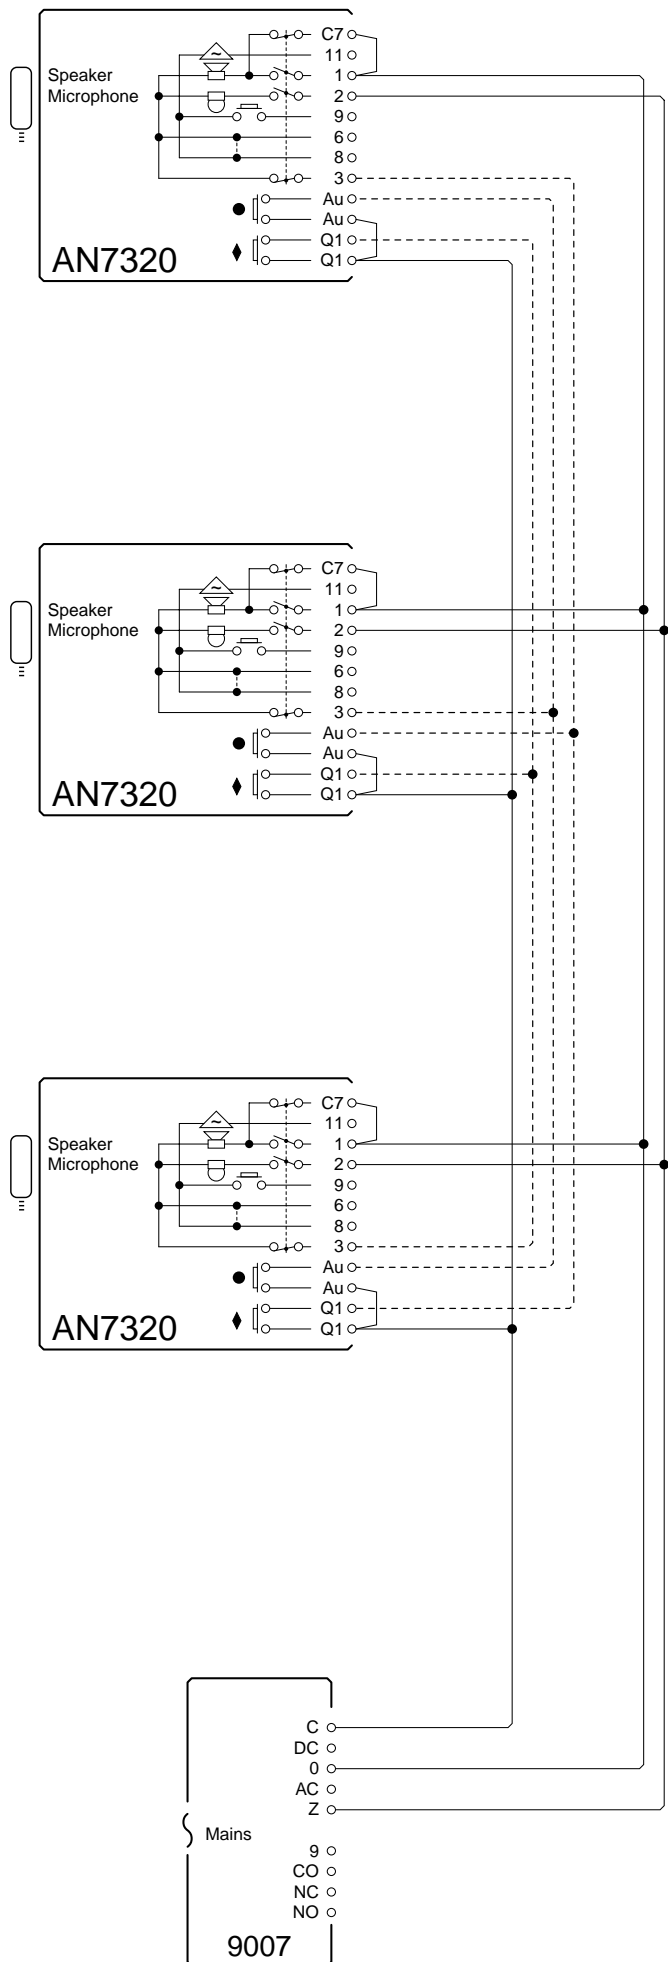 C7
11
Speaker
1
Microphone
2
9
6
8
3
Au
Au
Q1
AN7320
Q1
C7
11
Speaker
1
Microphone
2
9
6
8
3
Au
Au
Q1
AN7320
Q1
C7
11
Speaker
1
Microphone
2
9
6
8
3
Au
Au
Q1
AN7320
Q1
C
DC
0
AC
Z
Mains
9
CO
NC
NO
9007